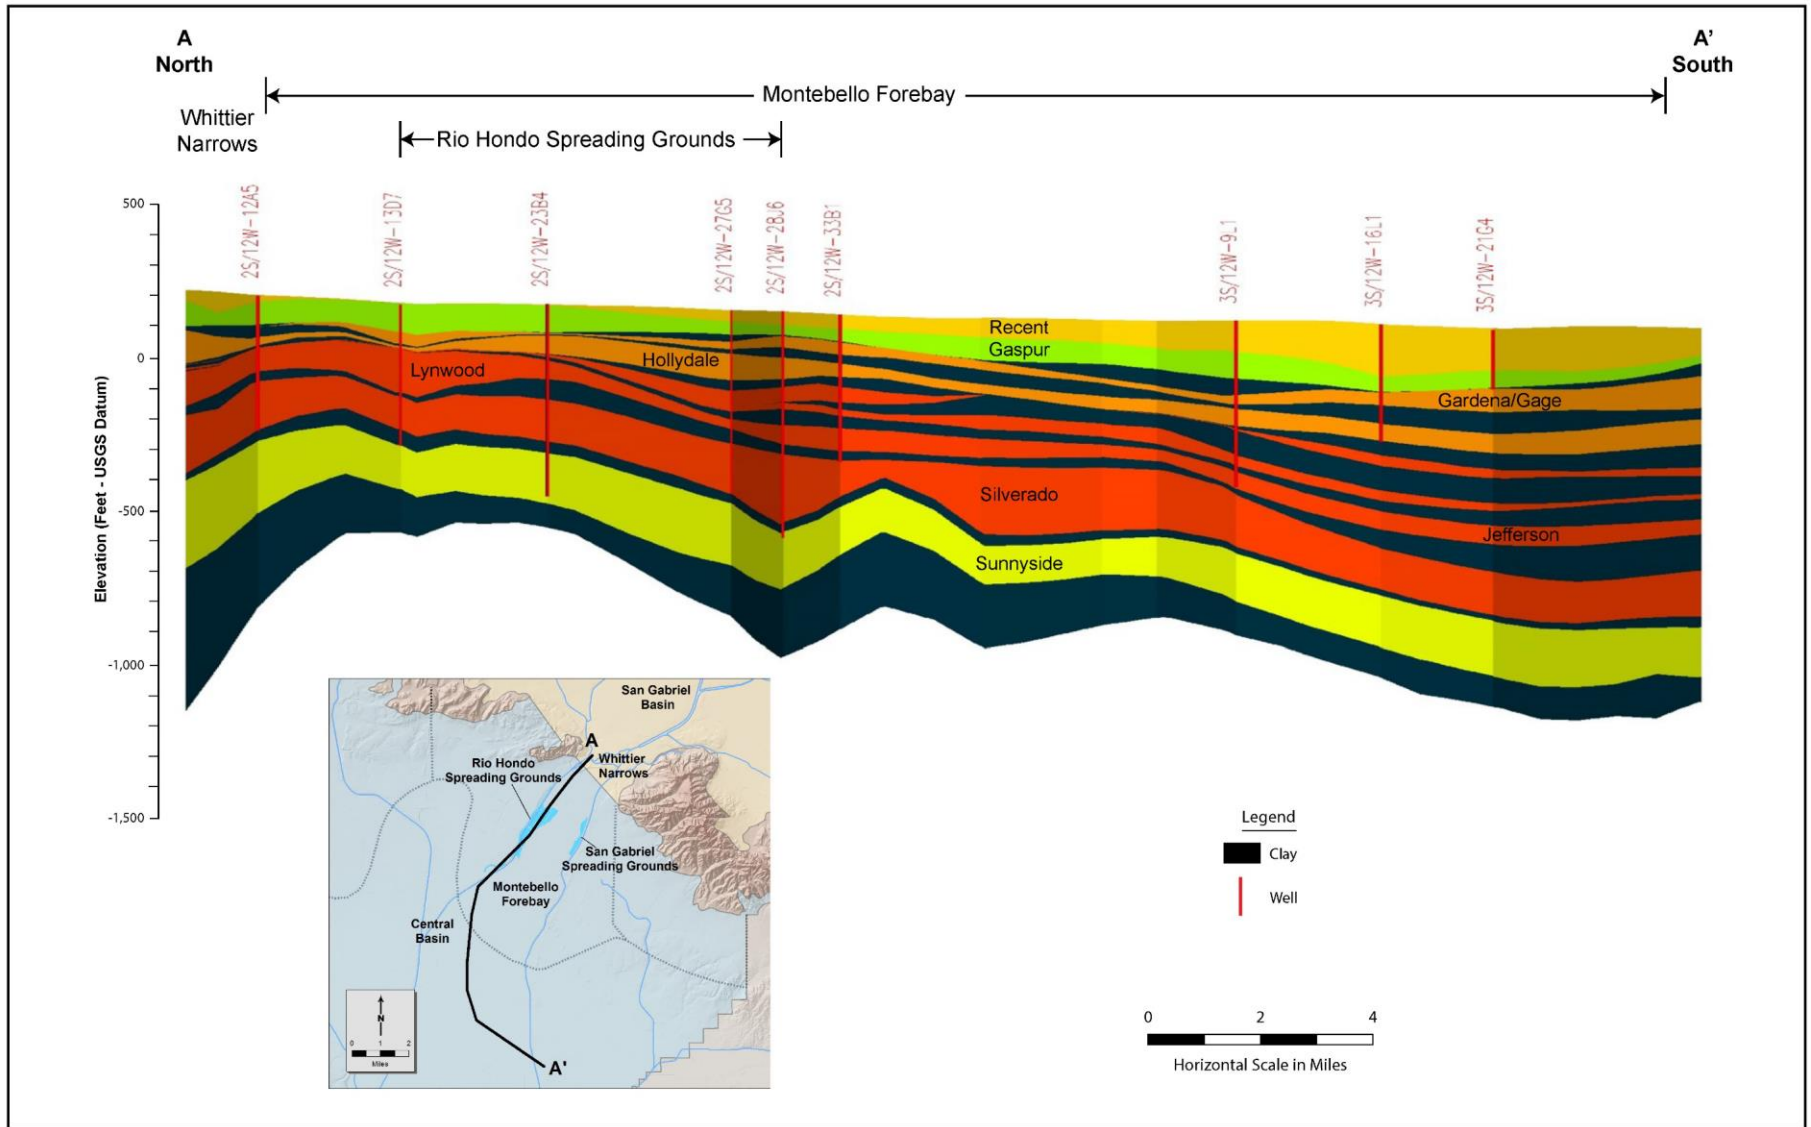 A
North
A'
South
Montebello Forebay
Whittier
Narrows
Rio Hondo Spreading Grounds
2S/12W-12A5
2S/12W-13D7
2S/12W-23B4
2S/12W-27G5
2S/12W-28J6
2S/12W-33B1
3S/12W-9L1
3S/12W-16L1
3S/12W-21G4
Elevation (Feet - USGS Datum)
500
0
-500
-1,000
-1,500
Recent
Gaspur
Hollydale
Lynwood
Gardena/Gage
Silverado
Jefferson
Sunnyside
San Gabriel
Basin
A
Whittier
Narrows
Rio Hondo
Spreading Grounds
San Gabriel
Spreading Grounds
Montebello
Forebay
Central
Basin
N
0 1 2
Miles
A'
Legend
Clay
Well
0 2 4
Horizontal Scale in Miles